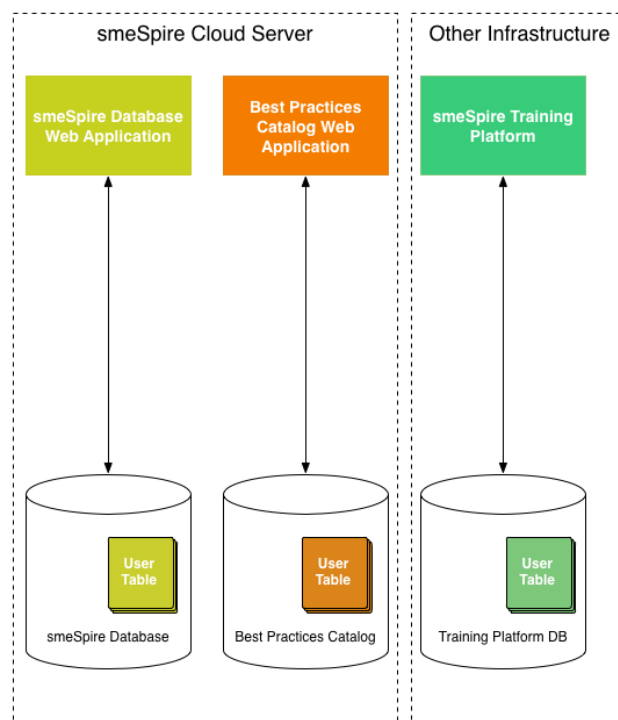 smeSpire Cloud Server
Other Infrastructure
smeSpire Database
Web Application
Best Practices
Catalog Web
Application
smeSpire Training
Platform
User
Table
smeSpire Database
User
Table
Best Practices Catalog
User
Table
Training Platform DB